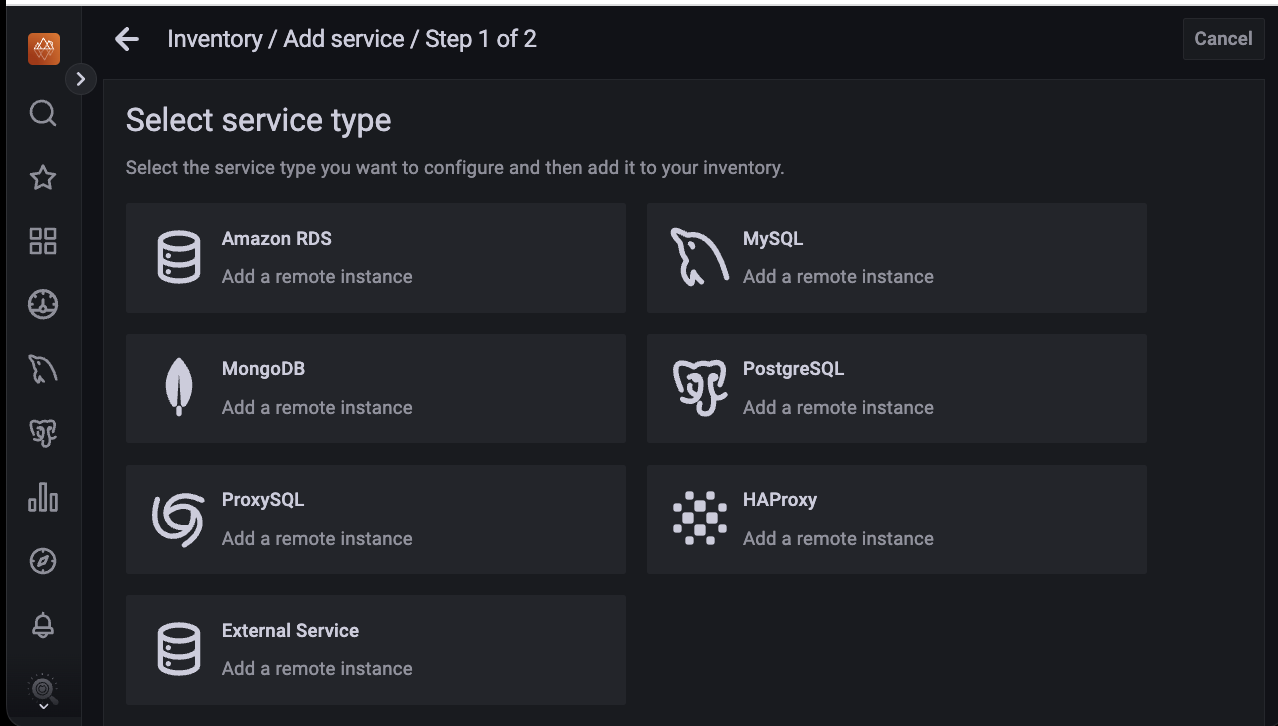 Inventory / Add service / Step 1 of 2
Cancel
Select service type
Select the service type you want to configure and then add it to your inventory.
Amazon RDS
Add a remote instance
MySQL
Add a remote instance
MongoDB
Add a remote instance
PostgreSQL
Add a remote instance
ProxySQL
Add a remote instance
HAProxy
Add a remote instance
External Service
Add a remote instance